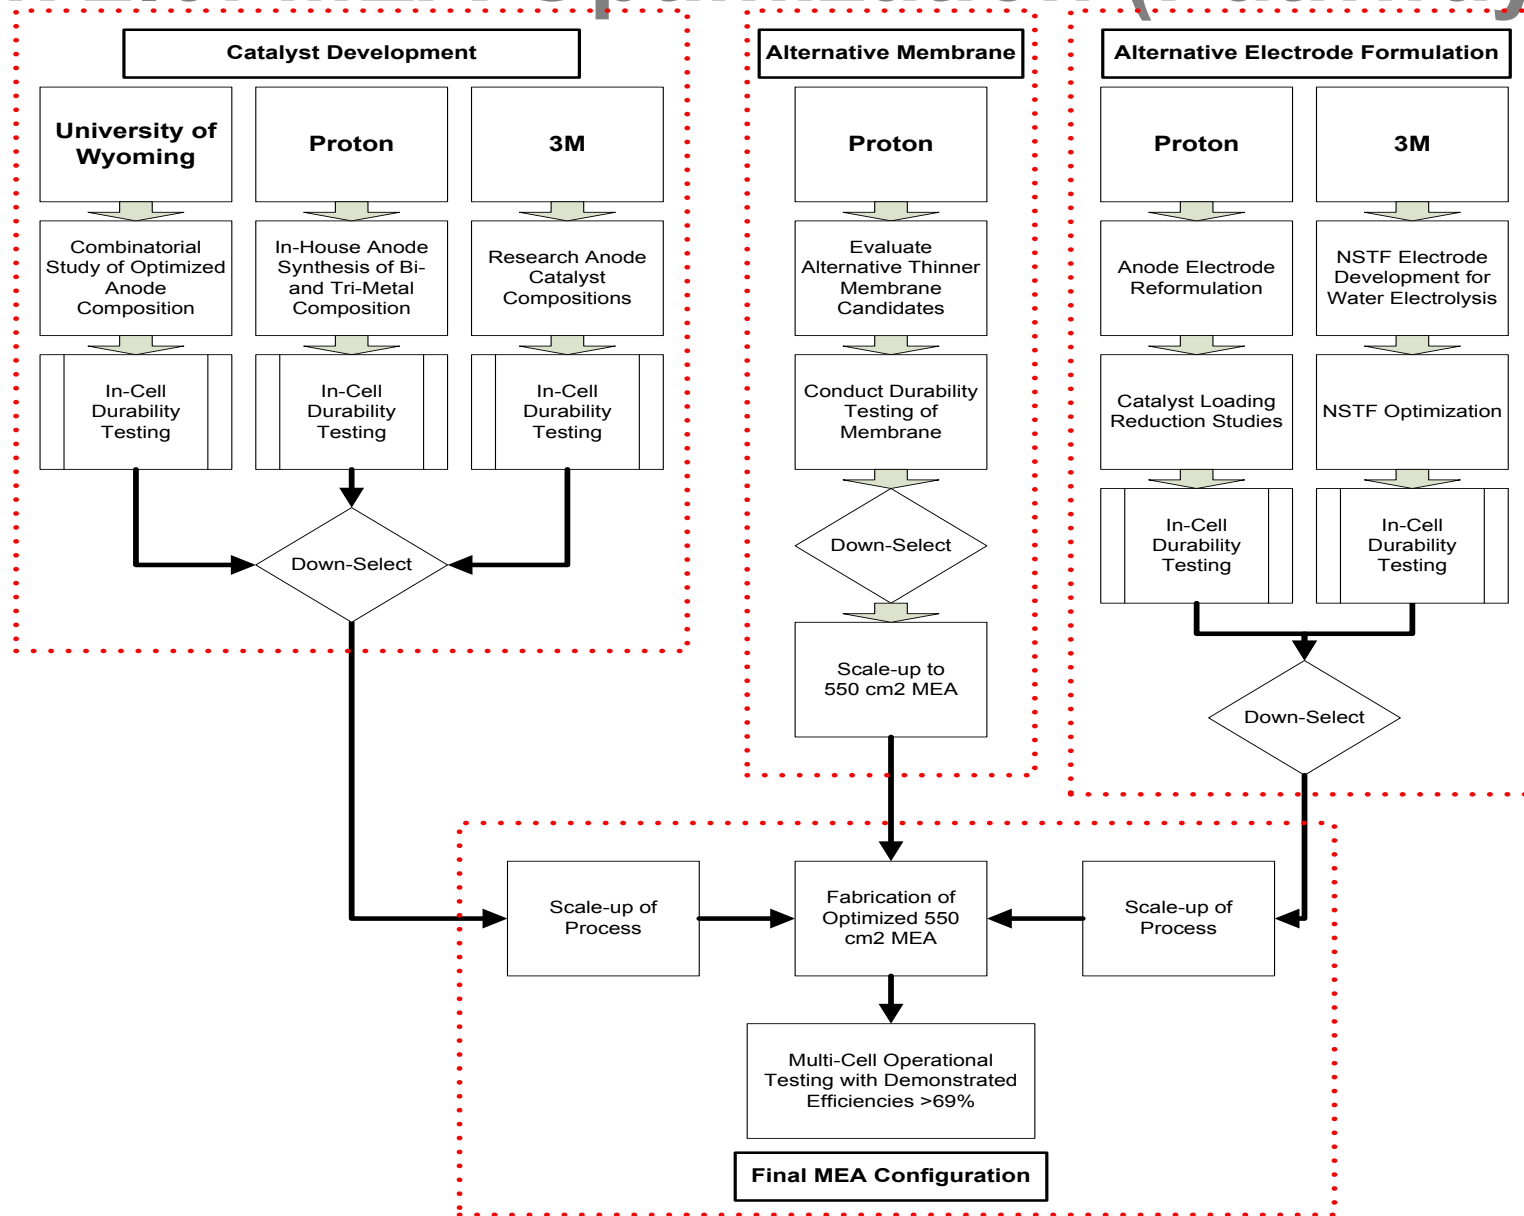 Catalyst Development
University of
Wyoming
Proton
3M
Combinatorial
Study of Optimized
Anode
Composition
In-House Anode
Synthesis of Bi-
and Tri-Metal
Composition
Research Anode
Catalyst
Compositions
In-Cell
Durability
Testing
In-Cell
Durability
Testing
In-Cell
Durability
Testing
Down-Select
Alternative Membrane
Proton
Evaluate
Alternative Thinner
Membrane
Candidates
Conduct Durability
Testing of
Membrane
Down-Select
Scale-up to
550 cm2 MEA
Alternative Electrode Formulation
Proton
3M
Anode Electrode
Reformulation
NSTF Electrode
Development for
Water Electrolysis
Catalyst Loading
Reduction Studies
NSTF Optimization
In-Cell
Durability
Testing
In-Cell
Durability
Testing
Down-Select
Scale-up of
Process
Fabrication of
Optimized 550
cm2 MEA
Scale-up of
Process
Multi-Cell Operational
Testing with Demonstrated
Efficiencies >69%
Final MEA Configuration